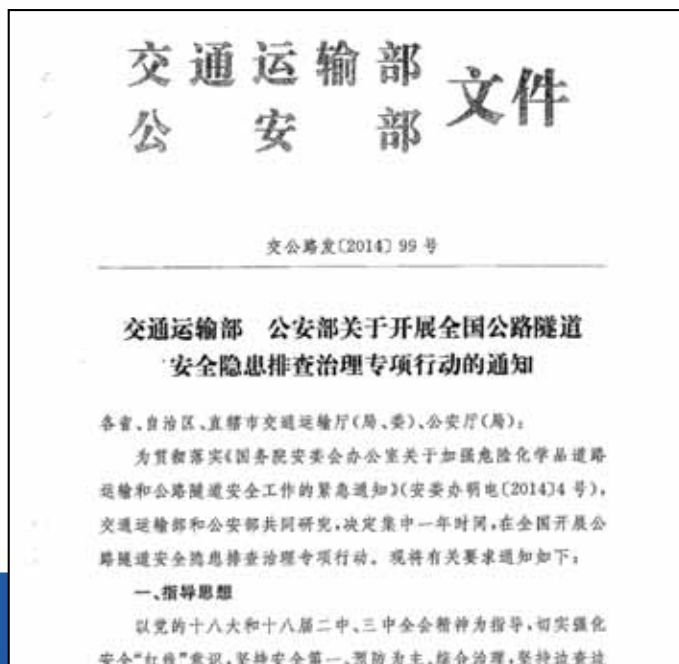 交通运输部
公安部
文件
交公路发〔2014〕99号
交通运输部 公安部关于开展全国公路隧道
安全隐患排查治理专项行动的通知
各省、自治区、直辖市交通运输厅(局、委)、公安厅(局):
为贯彻落实《国务院安委会办公室关于加强危险化学品道路
运输和公路隧道安全工作的紧急通知》(安委办明电〔2014〕4号),
交通运输部和公安部共同研究,决定集中一年时间,在全国开展公
路隧道安全隐患排查治理专项行动。现将有关要求通知如下:
一、指导思想
以党的十八大和十八届二中、三中全会精神为指导,切实强化
安全“红线”意识,坚持安全第一、预防为主、综合治理,坚持边查边